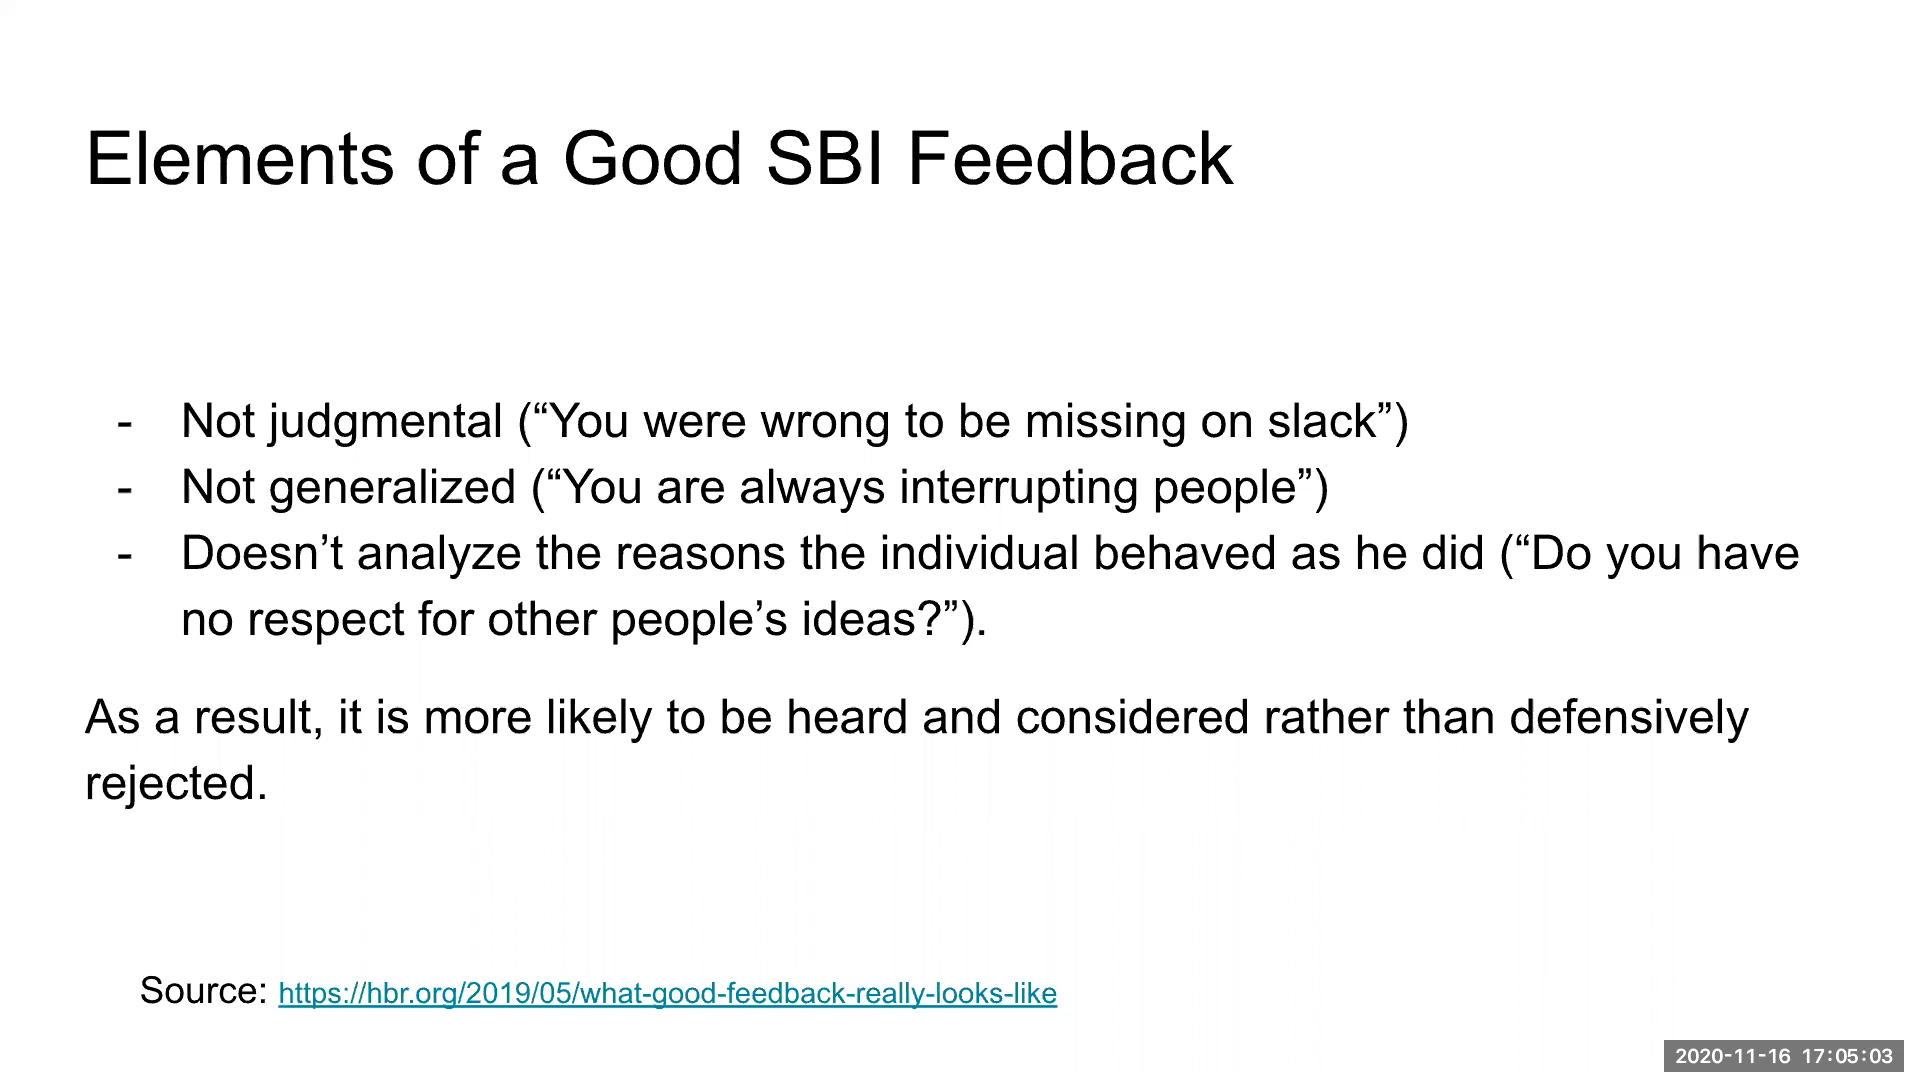 Elements of a Good SBI Feedback
- Not judgmental (“You were wrong to be missing on slack”)
- Not generalized (“You are always interrupting people”)
- Doesn’t analyze the reasons the individual behaved as he did (“Do you have
no respect for other people’s ideas?”).
As a result, it is more likely to be heard and considered rather than defensively
rejected.
Source: https://hbr.org/2019/05/what-good-feedback-really-looks-like
2020-11-16 17:05:03